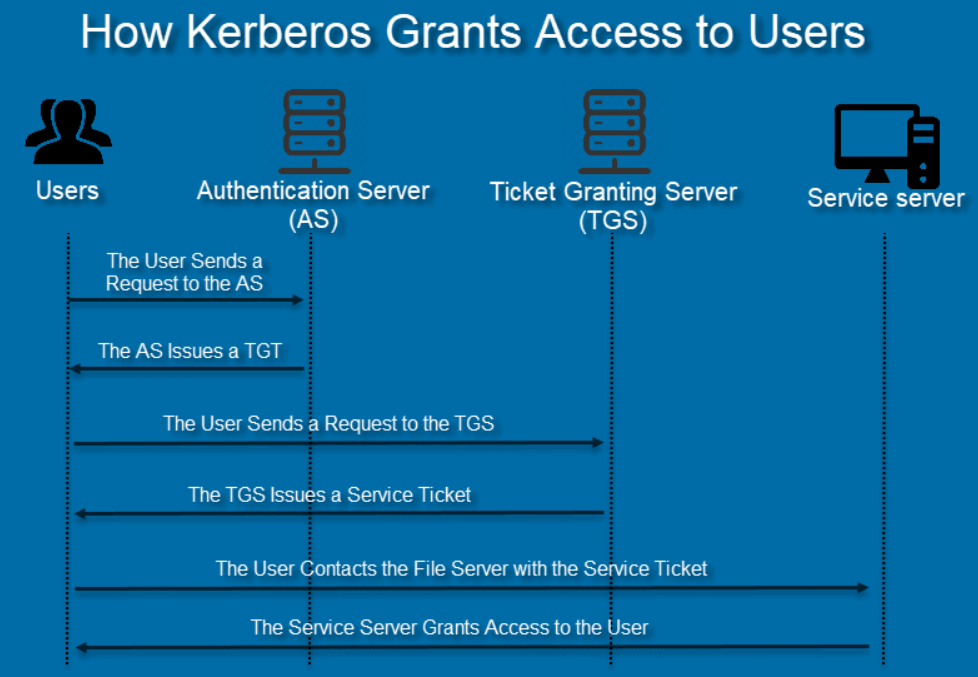 How Kerberos Grants Access to Users
Users
Authentication Server
(AS)
Ticket Granting Server
(TGS)
Service server
The User Sends a
Request to the AS
The AS Issues a TGT
The User Sends a Request to the TGS
The TGS Issues a Service Ticket
The User Contacts the File Server with the Service Ticket
The Service Server Grants Access to the User